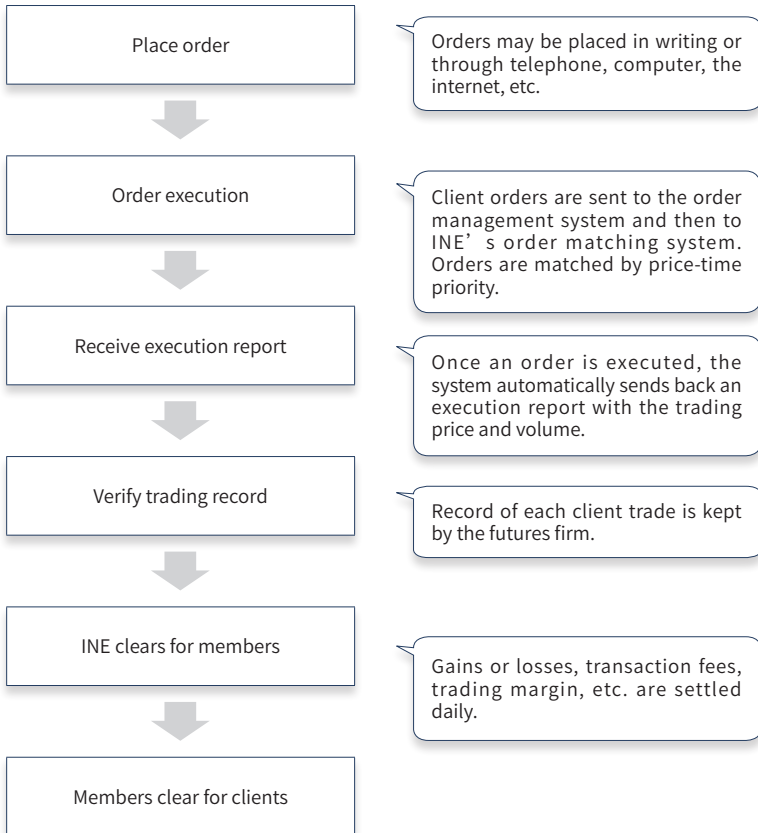 Place order
Orders may be placed in writing or
through telephone, computer, the
internet, etc.
Order execution
Client orders are sent to the order
management system and then to
INE’s order matching system.
Orders are matched by price-time
priority.
Receive execution report
Once an order is executed, the
system automatically sends back an
execution report with the trading
price and volume.
Verify trading record
Record of each client trade is kept
by the futures firm.
INE clears for members
Gains or losses, transaction fees,
trading margin, etc. are settled
daily.
Members clear for clients